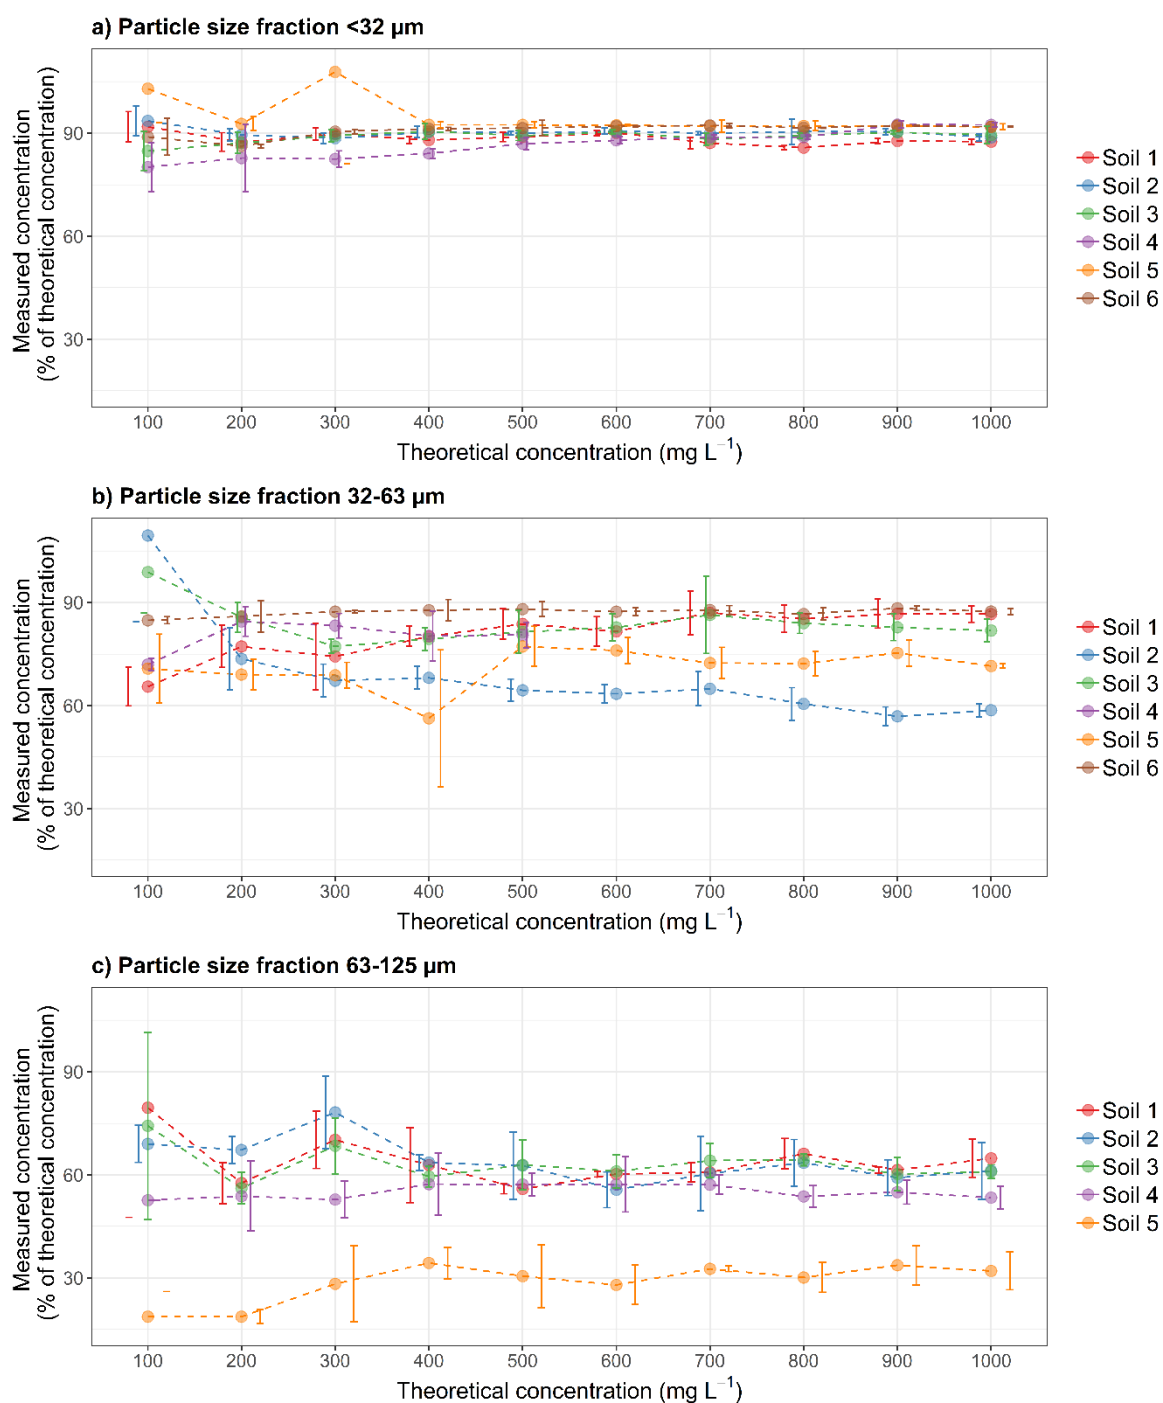 a) Particle size fraction <32 µm
Measured concentration
(% of theoretical concentration)
90
60
30
100 200 300 400 500 600 700 800 900 1000
Theoretical concentration (mg L⁻¹)
Soil 1
Soil 2
Soil 3
Soil 4
Soil 5
Soil 6
b) Particle size fraction 32-63 µm
Measured concentration
(% of theoretical concentration)
90
60
30
100 200 300 400 500 600 700 800 900 1000
Theoretical concentration (mg L⁻¹)
Soil 1
Soil 2
Soil 3
Soil 4
Soil 5
Soil 6
c) Particle size fraction 63-125 µm
Measured concentration
(% of theoretical concentration)
90
60
30
100 200 300 400 500 600 700 800 900 1000
Theoretical concentration (mg L⁻¹)
Soil 1
Soil 2
Soil 3
Soil 4
Soil 5